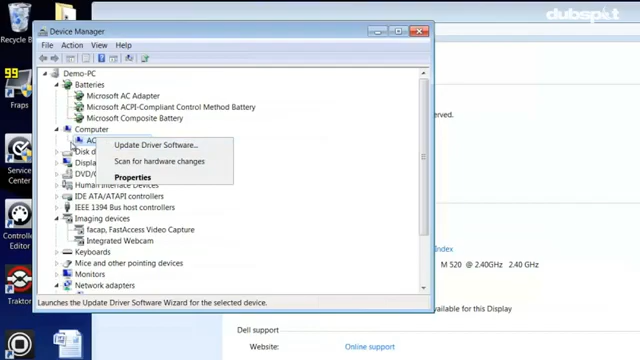 dubspot
Device Manager
File Action View Help
Demo-PC
Batteries
Microsoft AC Adapter
Microsoft ACPI-Compliant Control Method Battery
Microsoft Composite Battery
Computer
AC
Update Driver Software...
Disk d
Scan for hardware changes
Displa
DVD/C
Properties
Human Interface Devices
IDE ATA/ATAPI controllers
IEEE 1394 Bus host controllers
Imaging devices
facap, FastAccess Video Capture
Integrated Webcam
Keyboards
Mice and other pointing devices
Monitors
Network adapters
Launches the Update Driver Software Wizard for the selected device.
Recycle B
99
Fraps
Service
Center
Controller
Editor
Traktor
served.
Index
M 520 @ 2.40GHz 2.40 GHz
available for this Display
Dell support
Website: Online support